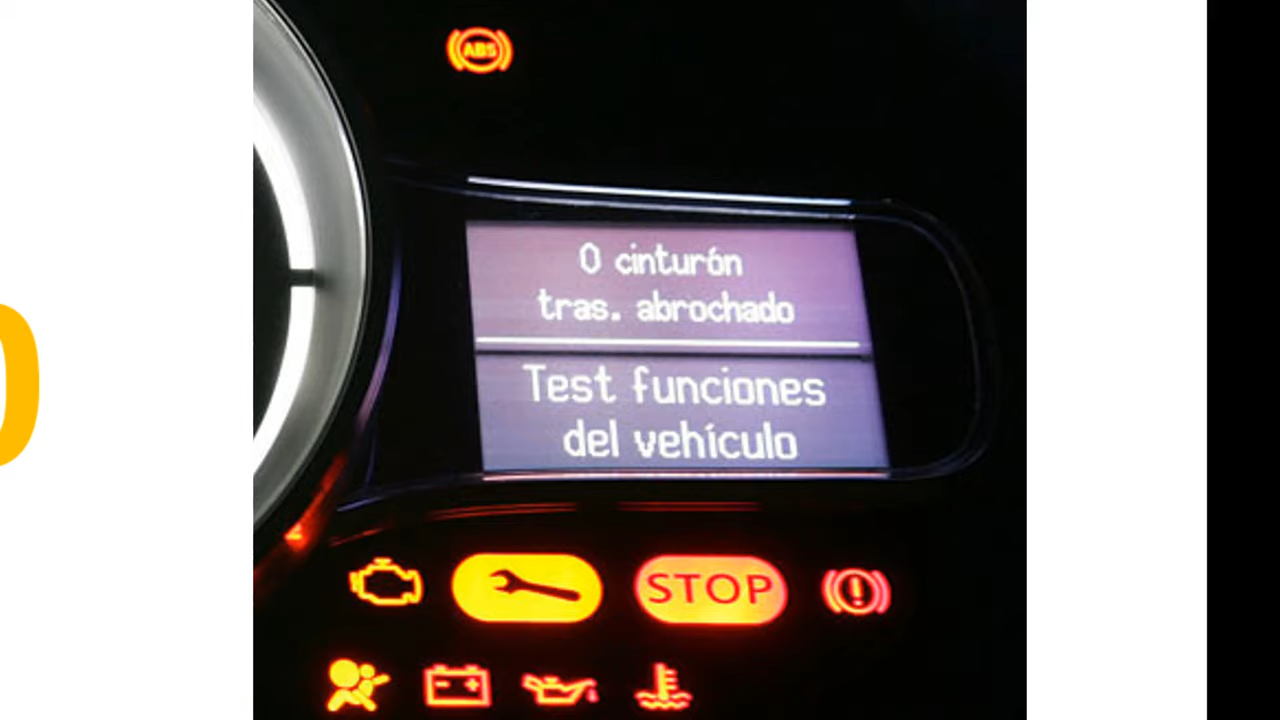 ABS
0 cinturón
tras. abrochado
Test funciones
del vehículo
STOP